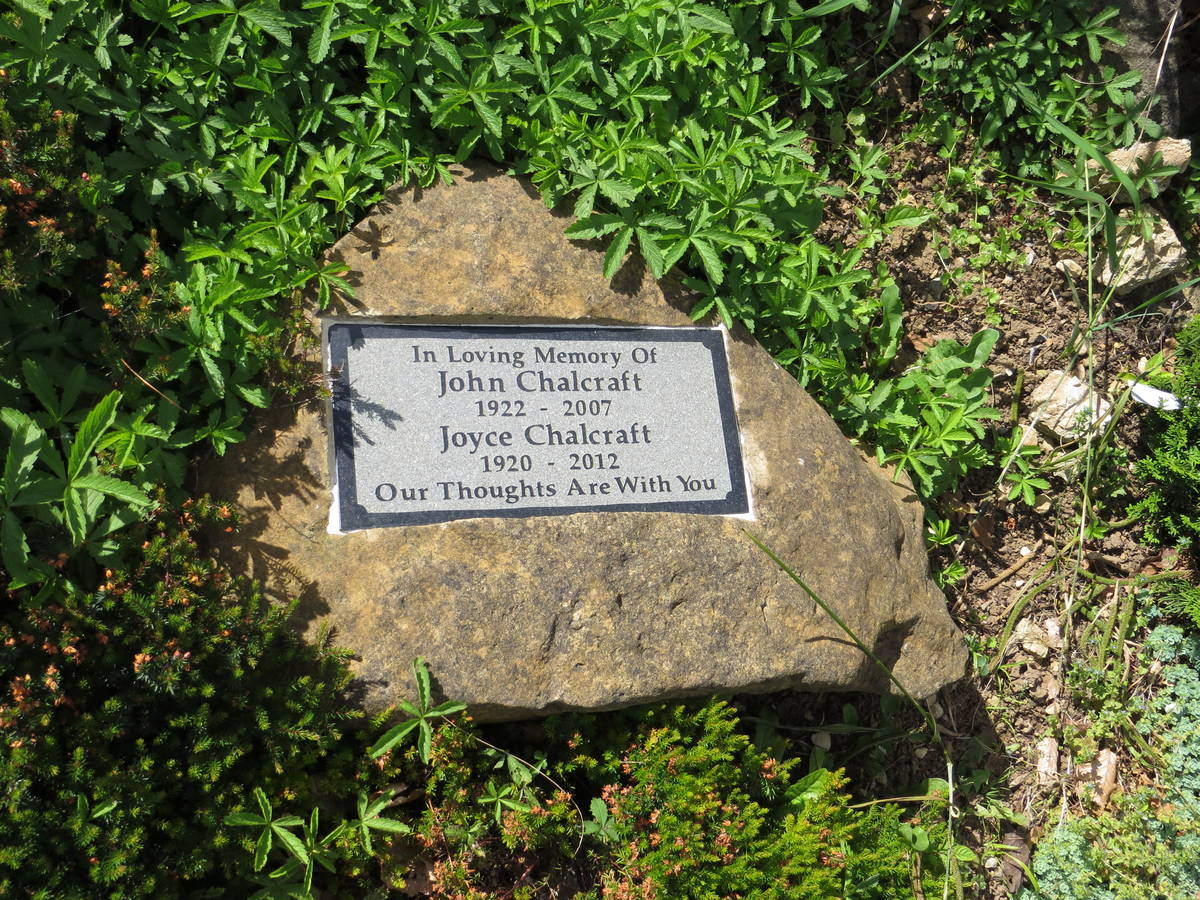 In Loving Memory Of
John Chalcraft
1922 - 2007
Joyce Chalcraft
1920 - 2012
Our Thoughts Are With You